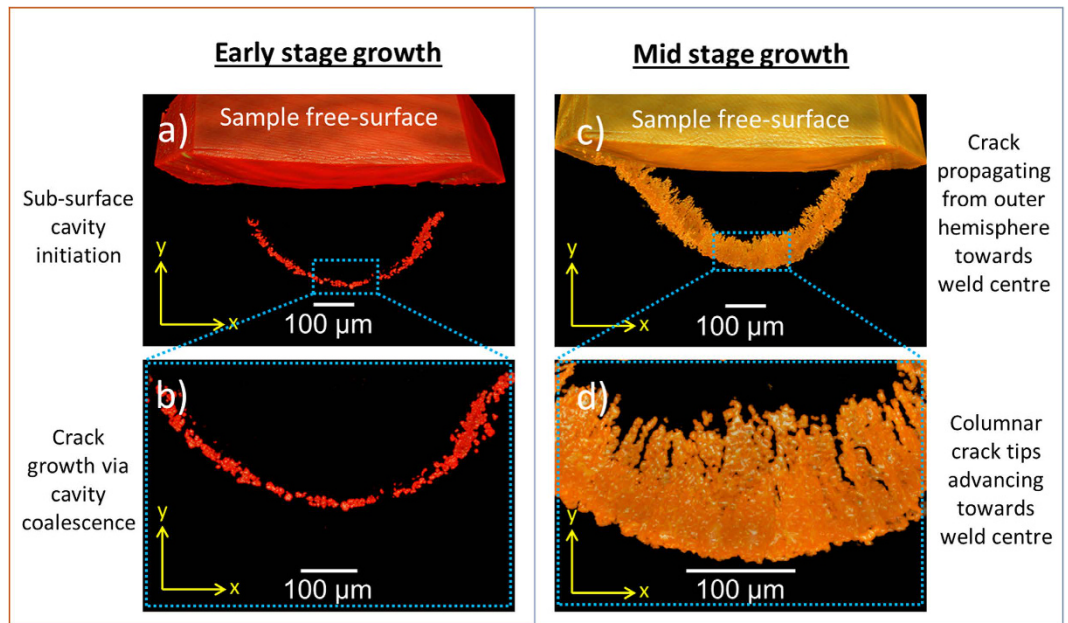 Early stage growth
Mid stage growth
Sub-surface
cavity
initiation
a)
Sample free-surface
y
x
100 µm
c)
Sample free-surface
y
x
100 µm
Crack
propagating
from outer
hemisphere
towards
weld centre
Crack
growth via
cavity
coalescence
b)
y
x
100 µm
d)
y
x
100 µm
Columnar
crack tips
advancing
towards
weld centre